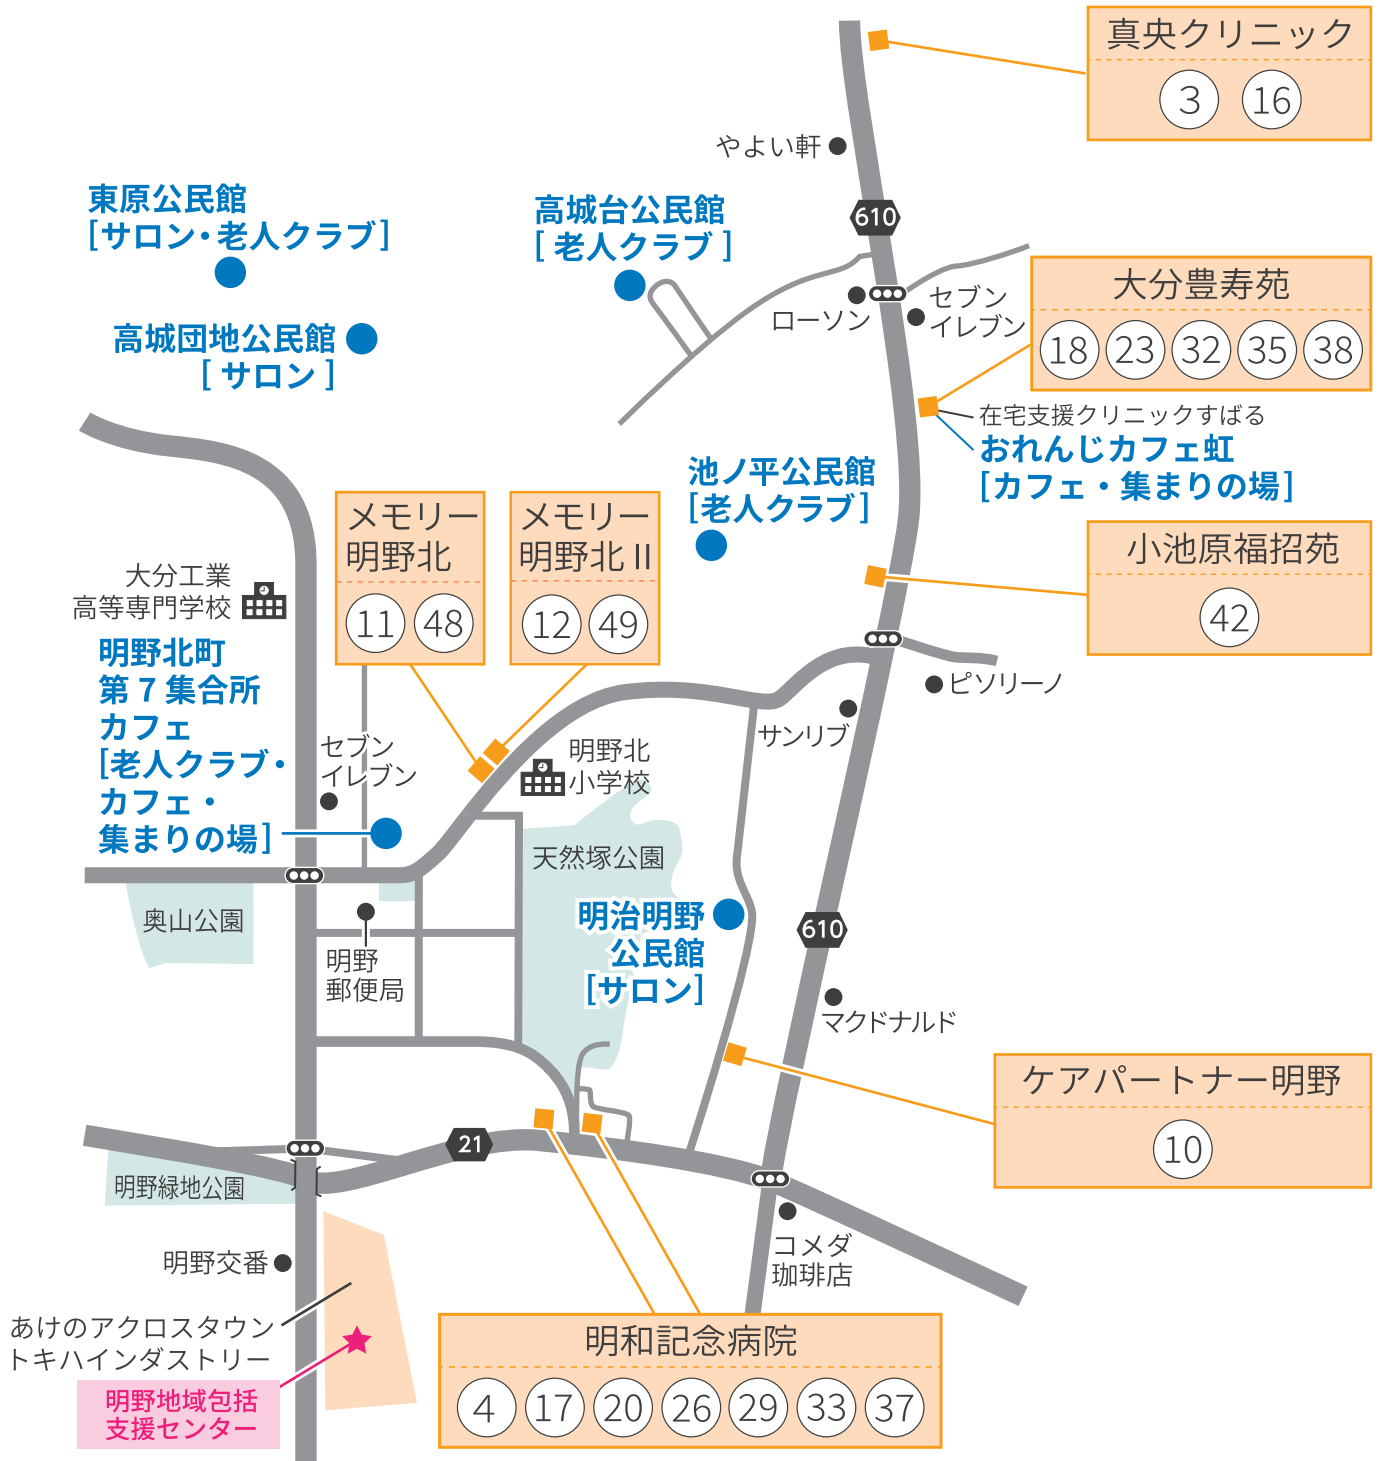 真央クリニック
3 16
やよい軒
610
東原公民館
[サロン・老人クラブ]
高城台公民館
[ 老人クラブ ]
高城団地公民館
[ サロン ]
ローソン
セブン
イレブン
大分豊寿苑
18 23 32 35 38
在宅支援クリニックすばる
おれんじカフェ虹
[カフェ・集まりの場]
池ノ平公民館
[老人クラブ]
メモリー
明野北
11 48
メモリー
明野北Ⅱ
12 49
小池原福招苑
42
大分工業
高等専門学校
明野北町
第7集合所
カフェ
[老人クラブ・
カフェ・
集まりの場]
セブン
イレブン
ピソリーノ
サンリブ
明野北
小学校
天然塚公園
奥山公園
明野
郵便局
明治明野
公民館
[サロン]
610
マクドナルド
ケアパートナー明野
10
21
明野緑地公園
明野交番
コメダ
珈琲店
あけのアクロスタウン
トキハインダストリー
明野地域包括
支援センター
明和記念病院
4 17 20 26 29 33 37